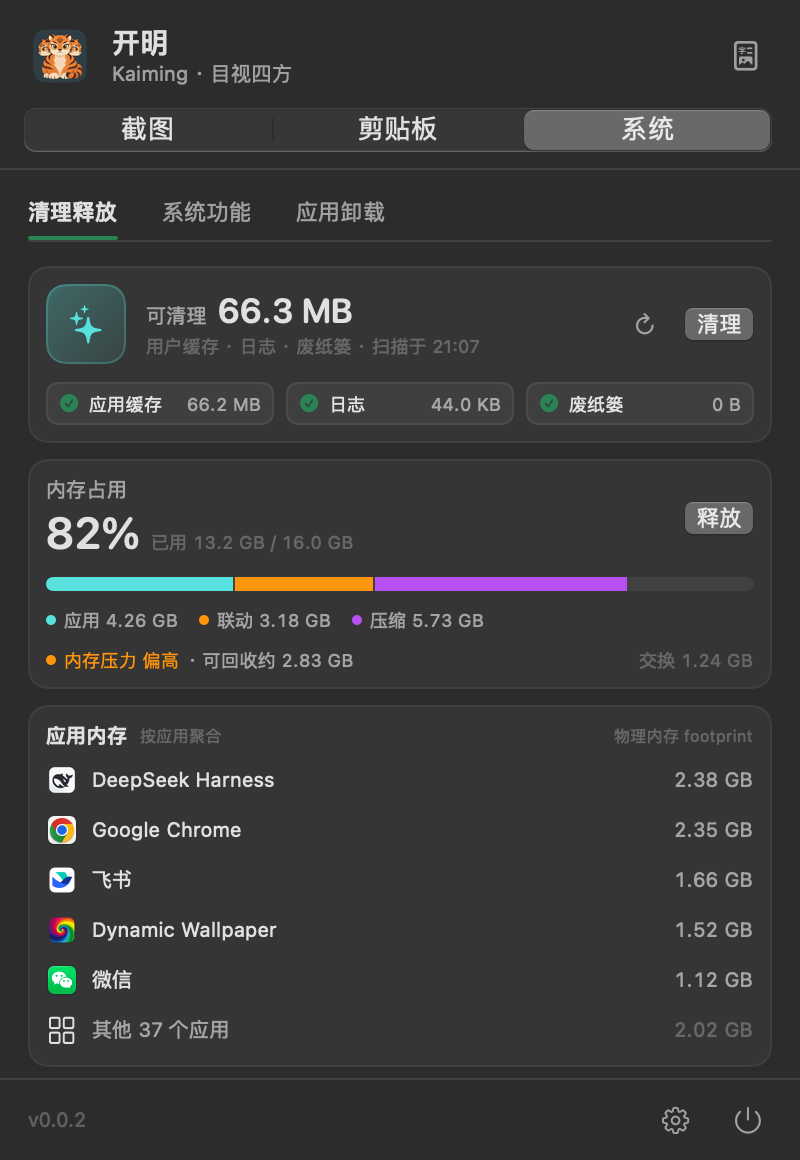 开明
Kaiming · 目视四方
截图 剪贴板 系统
清理释放 系统功能 应用卸载
可清理 66.3 MB
清理
用户缓存 · 日志 · 废纸篓 · 扫描于 21:07
应用缓存 66.2 MB 日志 44.0 KB 废纸篓 0 B
内存占用
82% 已用 13.2 GB / 16.0 GB
释放
应用 4.26 GB 联动 3.18 GB 压缩 5.73 GB
内存压力 偏高 · 可回收约 2.83 GB 交换 1.24 GB
应用内存 按应用聚合 物理内存 footprint
DeepSeek Harness 2.38 GB
Google Chrome 2.35 GB
飞书 1.66 GB
Dynamic Wallpaper 1.52 GB
微信 1.12 GB
其他 37 个应用 2.02 GB
v0.0.2